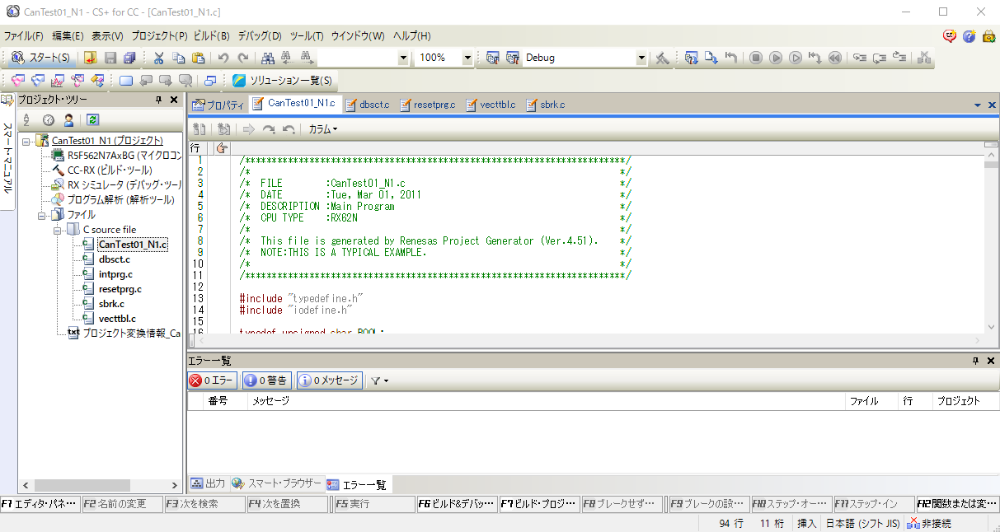 CanTest01_N1 - CS+ for CC - [CanTest01_N1.c]
ファイル(F) 編集(E) 表示(V) プロジェクト(P) ビルド(B) デバッグ(D) ツール(T) ウインドウ(W) ヘルプ(H)
スタート(S) 100% Debug
ソリューション一覧(S)
スマート・マニュアル
プロジェクト・ツリー
CanTest01_N1 (プロジェクト)
R5F562N7AxBG (マイクロコン
CC-RX (ビルド・ツール)
RX シミュレータ (デバッグ・ツール
プログラム解析 (解析ツール)
ファイル
C source file
CanTest01_N1.c
dbsct.c
intprg.c
resetprg.c
sbrk.c
vecttbl.c
プロジェクト変換情報_Ca
プロパティ CanTest01_N1.c dbsct.c resetprg.c vecttbl.c sbrk.c
カラム
行
1 /***********************************************************************/
2 /* */
3 /* FILE :CanTest01_N1.c */
4 /* DATE :Tue, Mar 01, 2011 */
5 /* DESCRIPTION :Main Program */
6 /* CPU TYPE :RX62N */
7 /* */
8 /* This file is generated by Renesas Project Generator (Ver.4.51). */
9 /* NOTE:THIS IS A TYPICAL EXAMPLE. */
10 /* */
11 /***********************************************************************/
12
13 #include "typedefine.h"
14 #include "iodefine.h"
15
16 typedef unsigned char BOOL;
エラー一覧
0 エラー 0 警告 0 メッセージ
番号 メッセージ ファイル 行 プロジェクト
出力 スマート・ブラウザー エラー一覧
F1 エディタ・パネ… F2 名前の変更 F3 次を検索 F4 次を置換 F5 実行 F6 ビルド&デバッ… F7 ビルド・プロジ… F8 ブレークせず… F9 ブレークの設… F10 ステップ・オー… F11 ステップ・イン F12 関数または変…
94 行 11 桁 挿入 日本語 (シフト JIS) 非接続